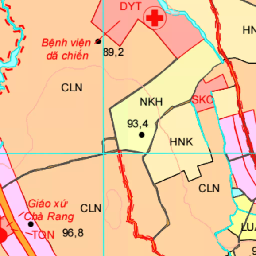 DYT
HN
Bệnh viện
dã chiến
89,2
CLN
NKH
SKC
93,4
HNK
CLN
Giáo xứ
Chà Rang
CLN
TON
96,8
LU